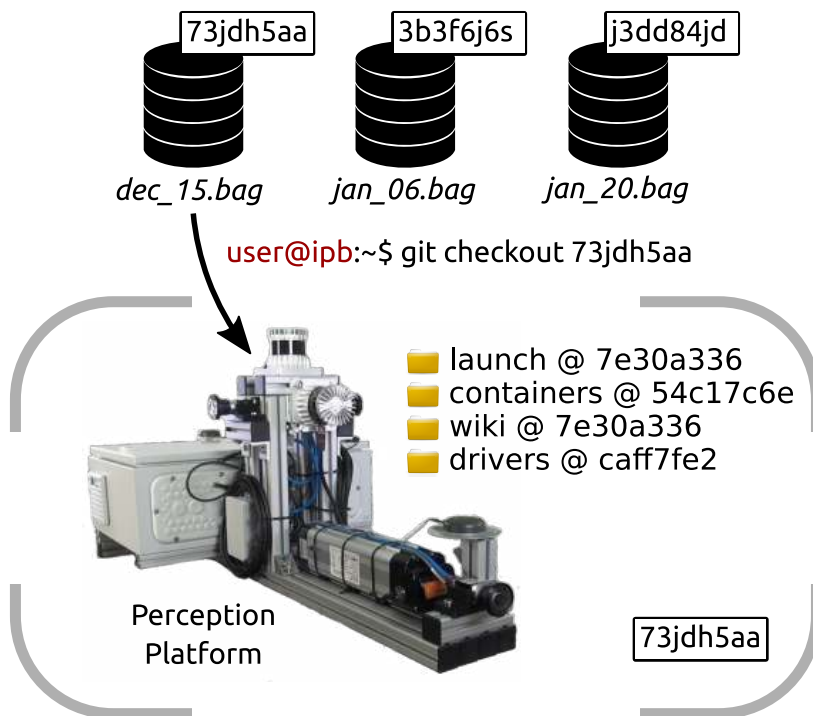 73jdh5aa
3b3f6j6s
j3dd84jd
dec_15.bag
jan_06.bag
jan_20.bag
user@ipb:~$ git checkout 73jdh5aa
launch @ 7e30a336
containers @ 54c17c6e
wiki @ 7e30a336
drivers @ caff7fe2
Perception
Platform
73jdh5aa